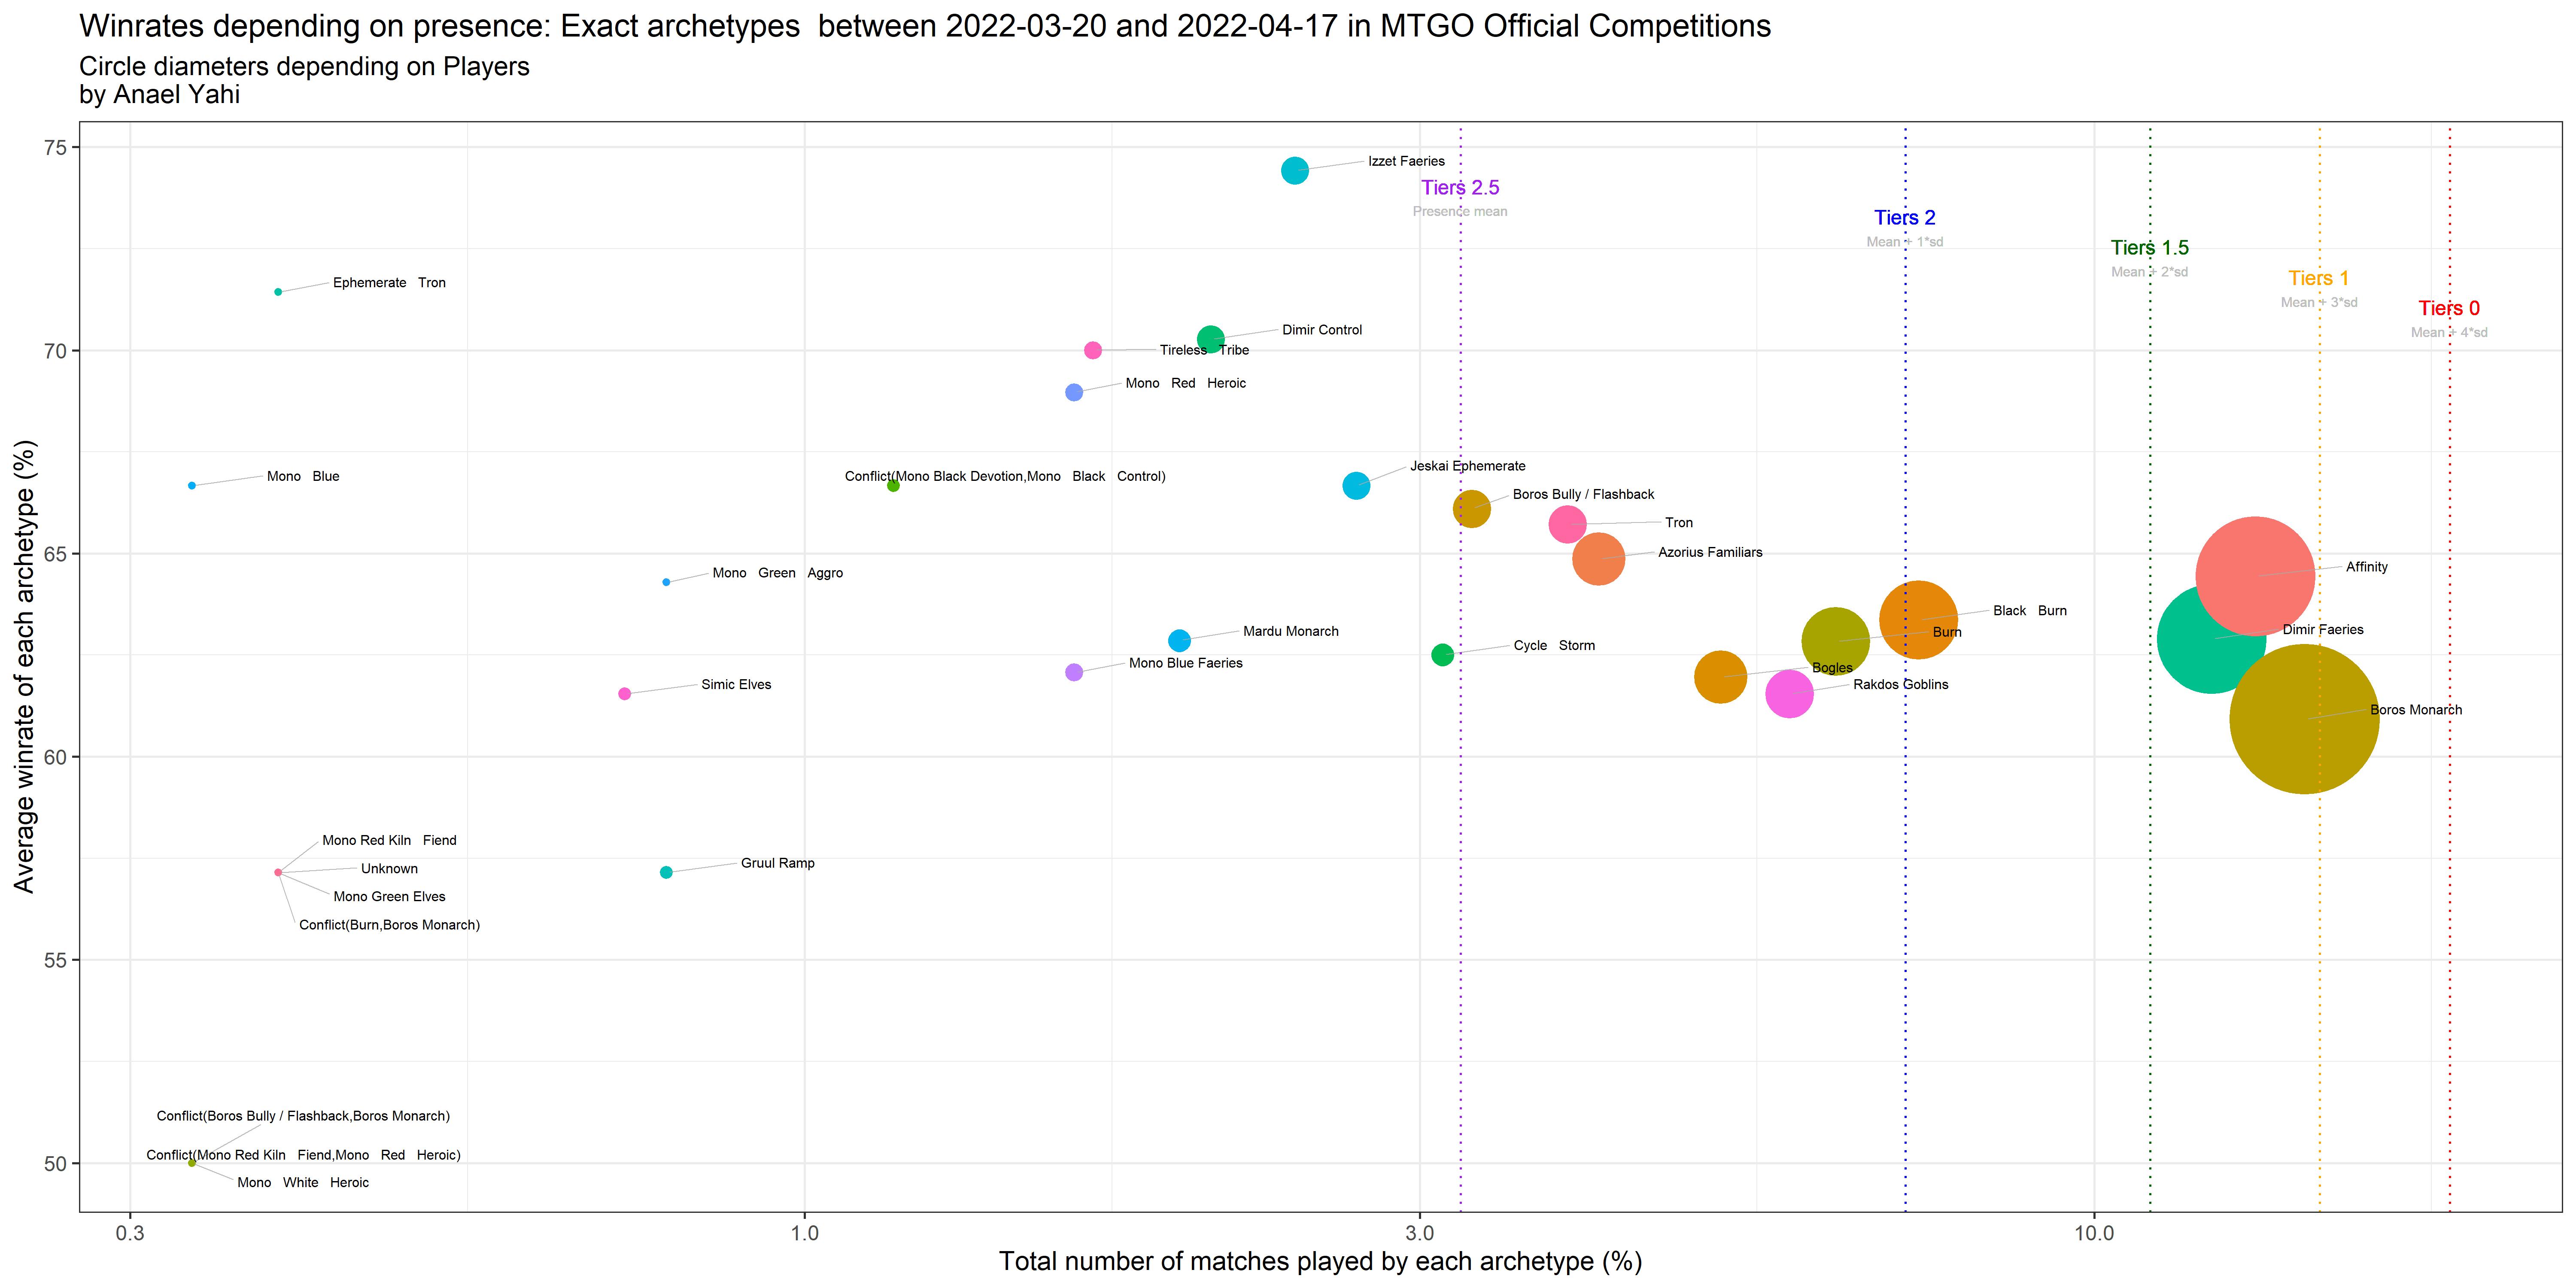 Winrates depending on presence: Exact archetypes  between 2022-03-20 and 2022-04-17 in MTGO Official Competitions
Circle diameters depending on Players
by Anael Yahi
Average winrate of each archetype (%)
75
70
65
60
55
50
Izzet Faeries
Tiers 2.5
Presence mean
Tiers 2
Mean + 1*sd
Tiers 1.5
Mean + 2*sd
Tiers 1
Mean + 3*sd
Tiers 0
Mean + 4*sd
Ephemerate   Tron
Dimir Control
Tireless   Tribe
Mono   Red   Heroic
Mono   Blue
Conflict(Mono Black Devotion,Mono   Black   Control)
Jeskai Ephemerate
Boros Bully / Flashback
Tron
Azorius Familiars
Affinity
Mono   Green   Aggro
Black   Burn
Mardu Monarch
Burn
Dimir Faeries
Cycle   Storm
Mono Blue Faeries
Bogles
Simic Elves
Rakdos Goblins
Boros Monarch
Mono Red Kiln   Fiend
Unknown
Mono Green Elves
Conflict(Burn,Boros Monarch)
Gruul Ramp
Conflict(Boros Bully / Flashback,Boros Monarch)
Conflict(Mono Red Kiln   Fiend,Mono   Red   Heroic)
Mono   White   Heroic
0.3
1.0
3.0
10.0
Total number of matches played by each archetype (%)